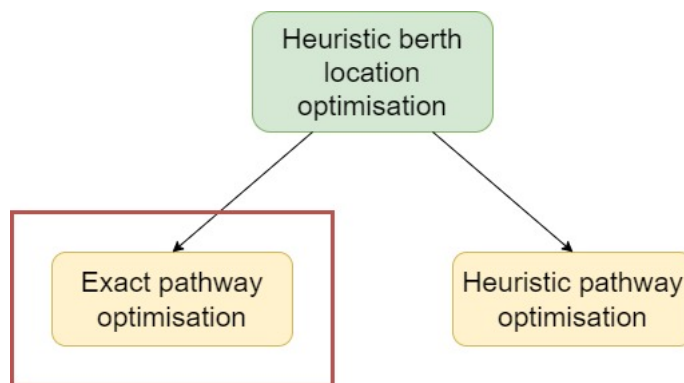 Heuristic berth
location
optimisation
Exact pathway
optimisation
Heuristic pathway
optimisation